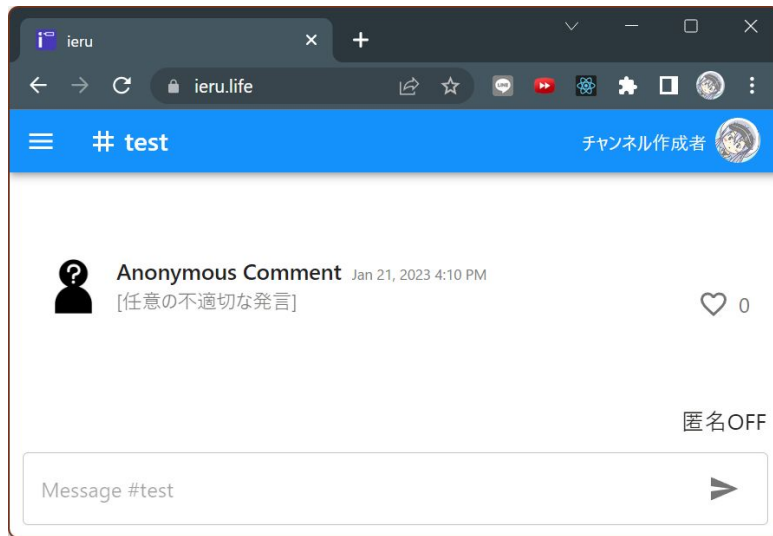 ieru
ieru.life
# test
チャンネル作成者
Anonymous Comment Jan 21, 2023 4:10 PM
[任意の不適切な発言]
0
匿名OFF
Message #test